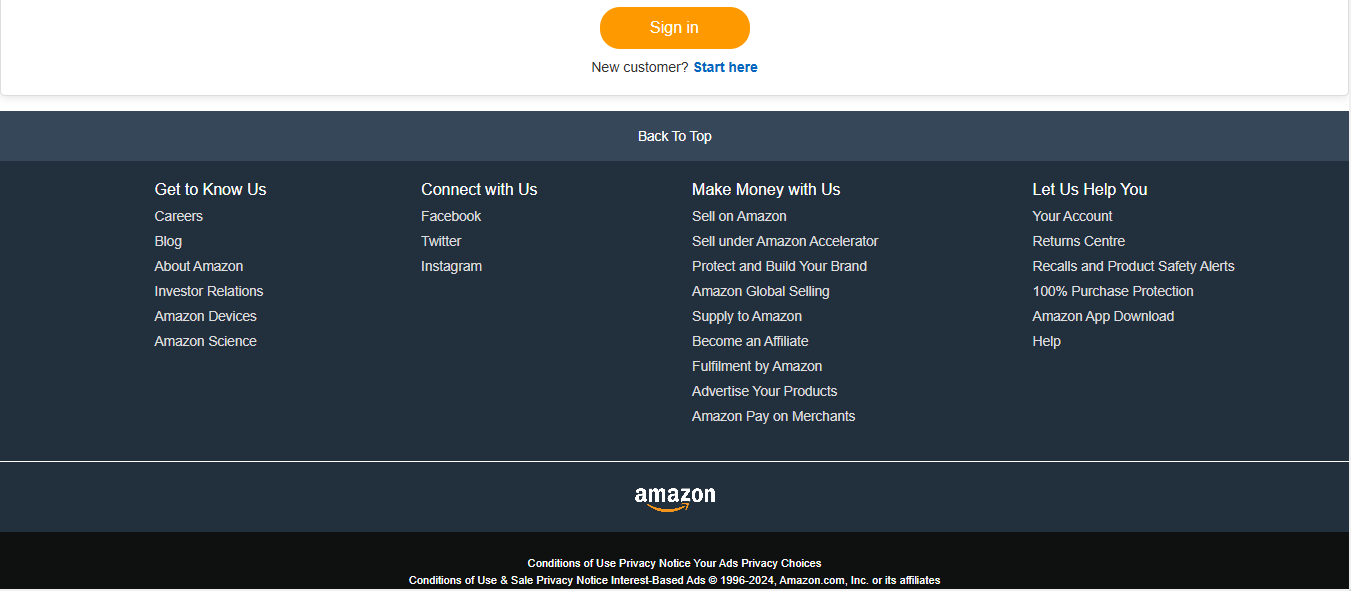 Sign in
New customer? Start here
Back To Top
Get to Know Us
Careers
Blog
About Amazon
Investor Relations
Amazon Devices
Amazon Science
Connect with Us
Facebook
Twitter
Instagram
Make Money with Us
Sell on Amazon
Sell under Amazon Accelerator
Protect and Build Your Brand
Amazon Global Selling
Supply to Amazon
Become an Affiliate
Fulfilment by Amazon
Advertise Your Products
Amazon Pay on Merchants
Let Us Help You
Your Account
Returns Centre
Recalls and Product Safety Alerts
100% Purchase Protection
Amazon App Download
Help
amazon
Conditions of Use Privacy Notice Your Ads Privacy Choices
Conditions of Use & Sale Privacy Notice Interest-Based Ads © 1996-2024, Amazon.com, Inc. or its affiliates